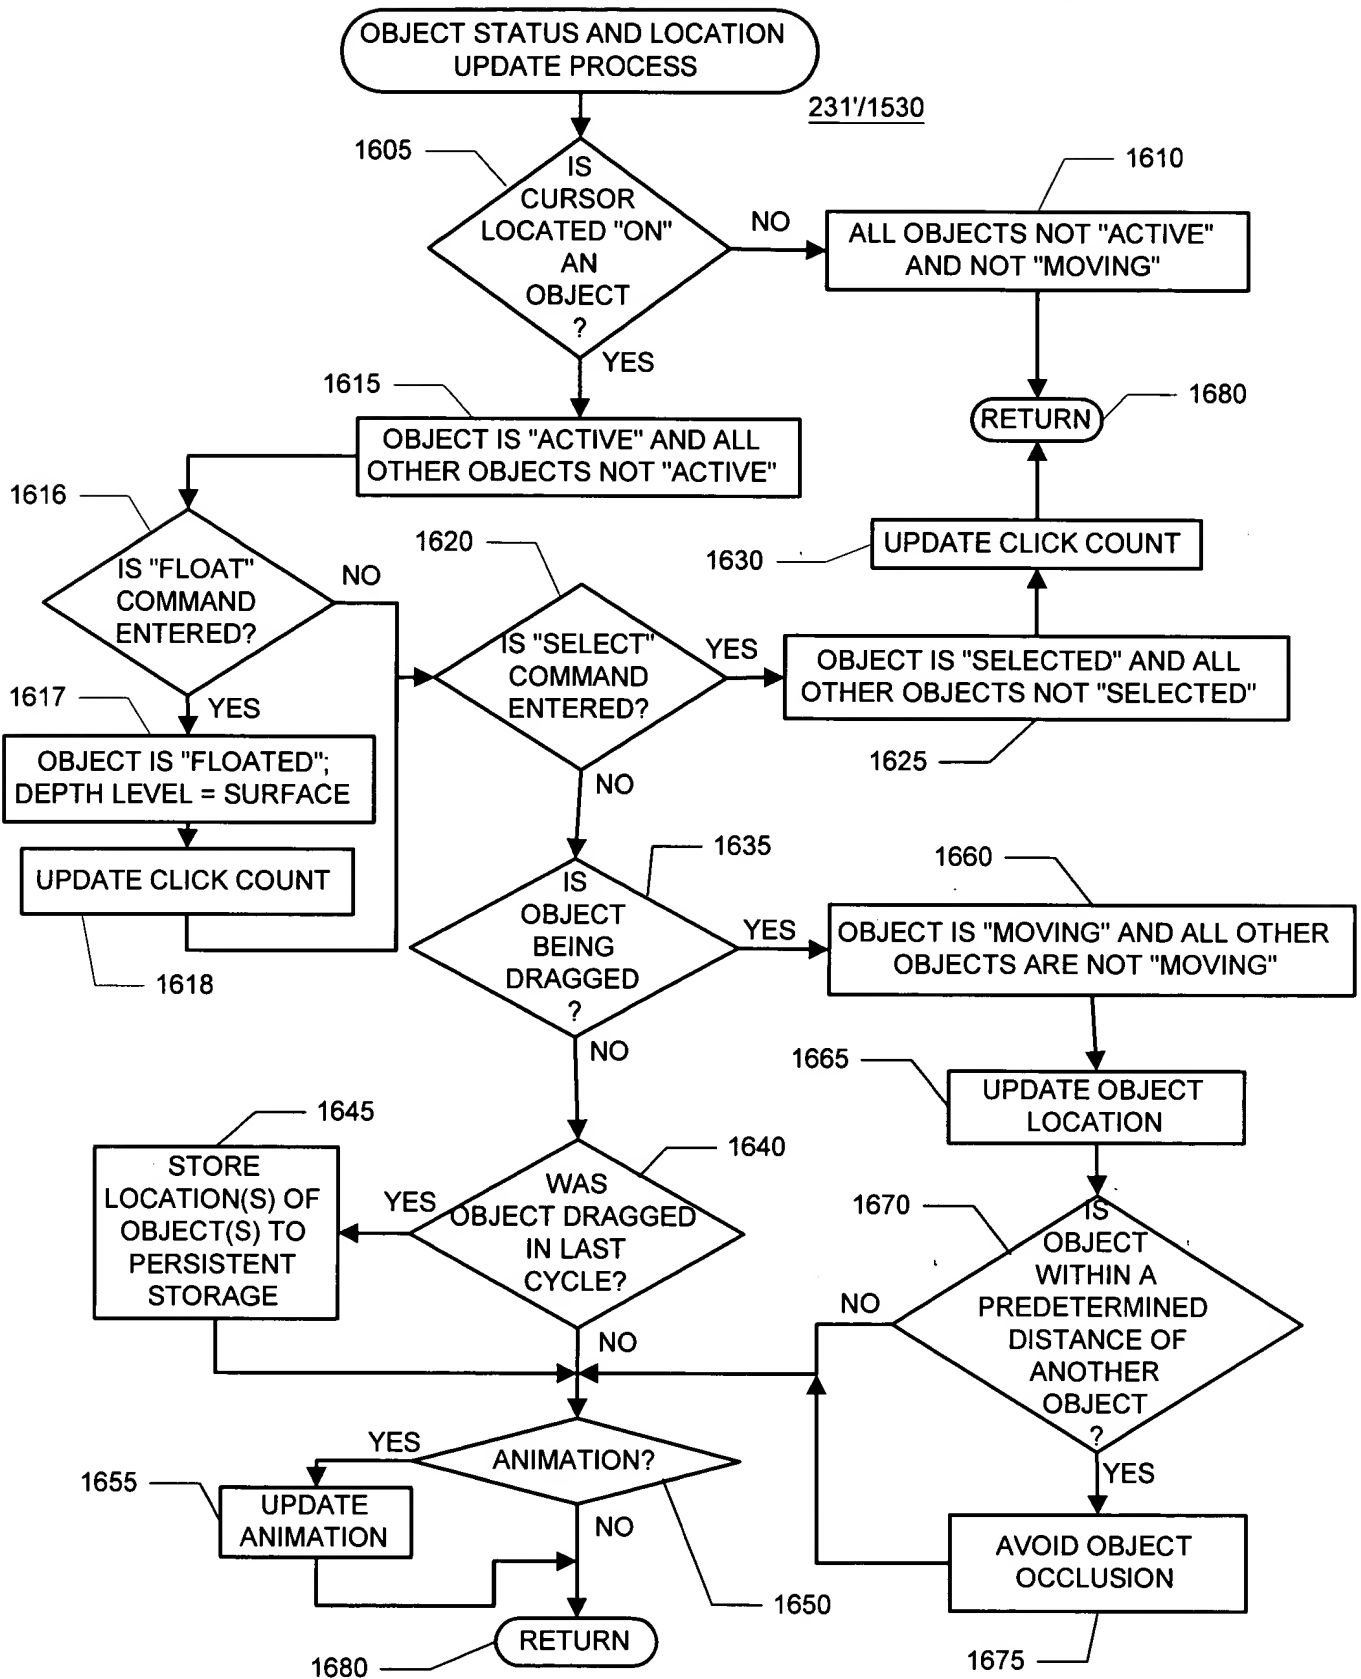 OBJECT STATUS AND LOCATION
UPDATE PROCESS
231'/1530
1605
IS
CURSOR
LOCATED "ON"
AN
OBJECT
?
NO
1610
ALL OBJECTS NOT "ACTIVE"
AND NOT "MOVING"
YES
1615
OBJECT IS "ACTIVE" AND ALL
OTHER OBJECTS NOT "ACTIVE"
RETURN
1680
1616
IS "FLOAT"
COMMAND
ENTERED?
NO
YES
1617
OBJECT IS "FLOATED";
DEPTH LEVEL = SURFACE
UPDATE CLICK COUNT
1618
1620
IS "SELECT"
COMMAND
ENTERED?
YES
NO
1630
UPDATE CLICK COUNT
OBJECT IS "SELECTED" AND ALL
OTHER OBJECTS NOT "SELECTED"
1625
1635
IS
OBJECT
BEING
DRAGGED
?
YES
NO
1660
OBJECT IS "MOVING" AND ALL OTHER
OBJECTS ARE NOT "MOVING"
1665
UPDATE OBJECT
LOCATION
1645
STORE
LOCATION(S) OF
OBJECT(S) TO
PERSISTENT
STORAGE
1640
WAS
OBJECT DRAGGED
IN LAST
CYCLE?
YES
NO
1670
IS
OBJECT
WITHIN A
PREDETERMINED
DISTANCE OF
ANOTHER
OBJECT
?
NO
YES
ANIMATION?
YES
NO
1650
1655
UPDATE
ANIMATION
AVOID OBJECT
OCCLUSION
1675
RETURN
1680